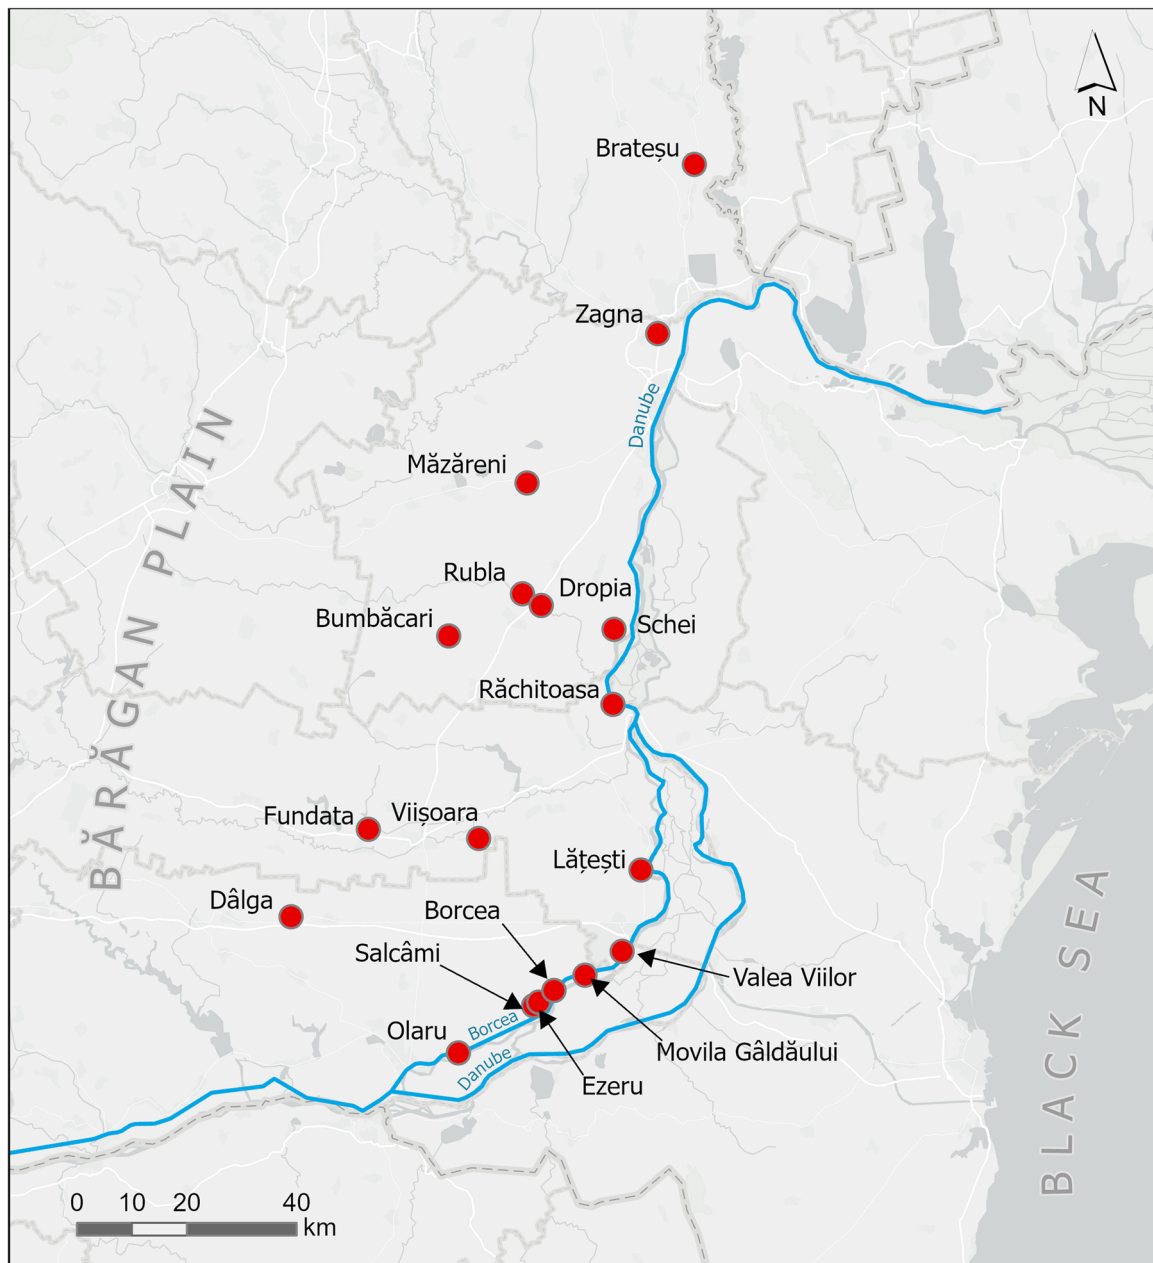 N
Brateșu
Zagna
Danube
Măzăreni
BĂRĂGAN PLAIN
Rubla
Dropia
Bumbăcari
Schei
Răchitoasa
Fundata
Viișoara
Lățești
Dâlga
Borcea
Salcâmi
Valea Viilor
BLACK SEA
Olaru
Borcea
Movila Gâldăului
Danube
Ezeru
0 10 20 40
km